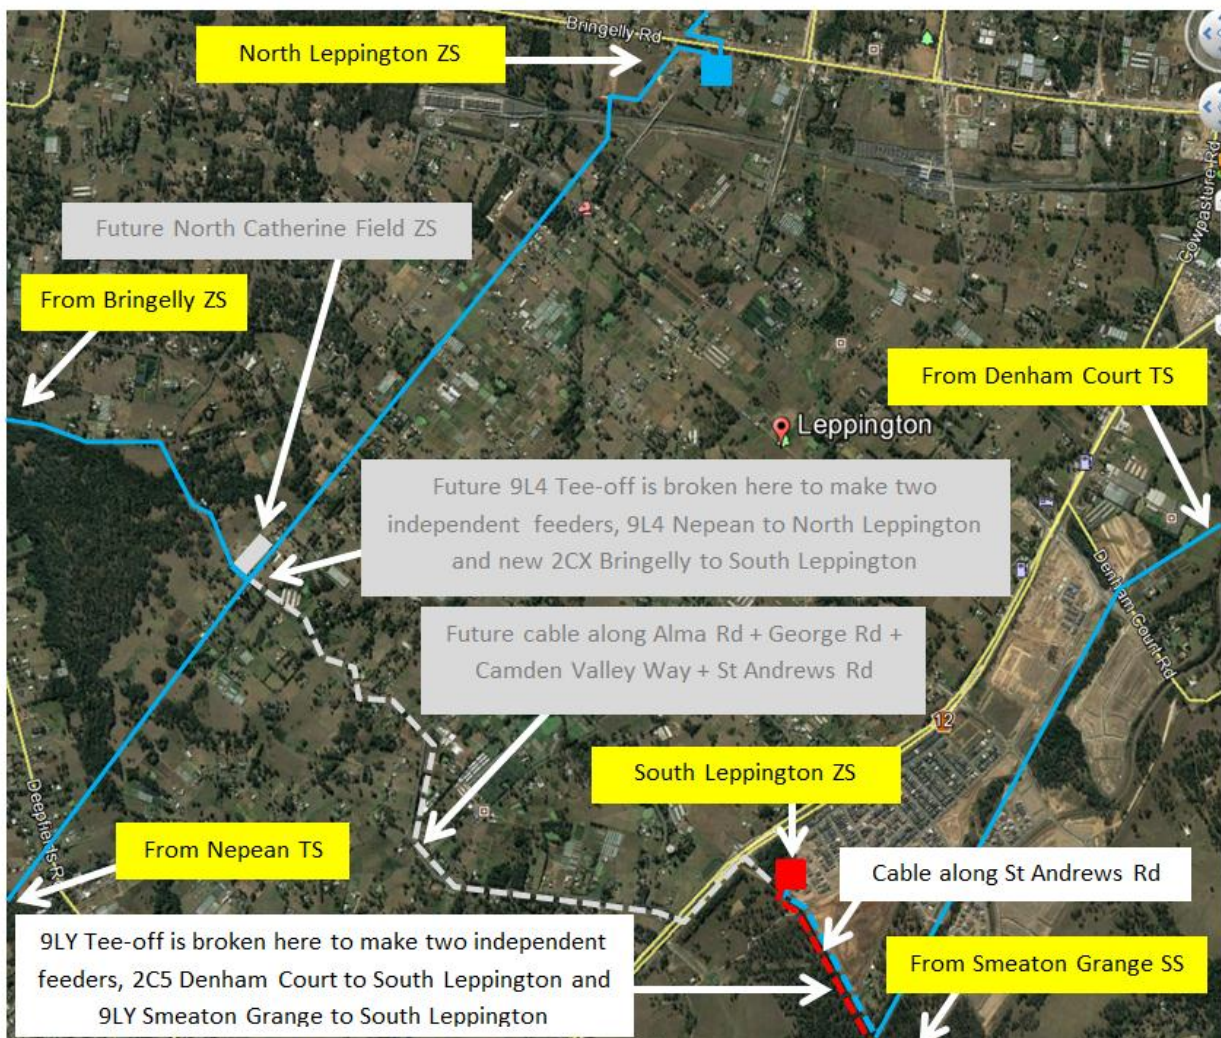 Bringelly Rd
North Leppington ZS
Cowpasture Rd
Future North Catherine Field ZS
From Bringelly ZS
From Denham Court TS
Leppington
Future 9L4 Tee-off is broken here to make two
independent feeders, 9L4 Nepean to North Leppington
and new 2CX Bringelly to South Leppington
Denham Court Rd
Future cable along Alma Rd + George Rd +
Camden Valley Way + St Andrews Rd
12
South Leppington ZS
Deepfields R
From Nepean TS
Cable along St Andrews Rd
9LY Tee-off is broken here to make two independent
feeders, 2C5 Denham Court to South Leppington and
9LY Smeaton Grange to South Leppington
From Smeaton Grange SS